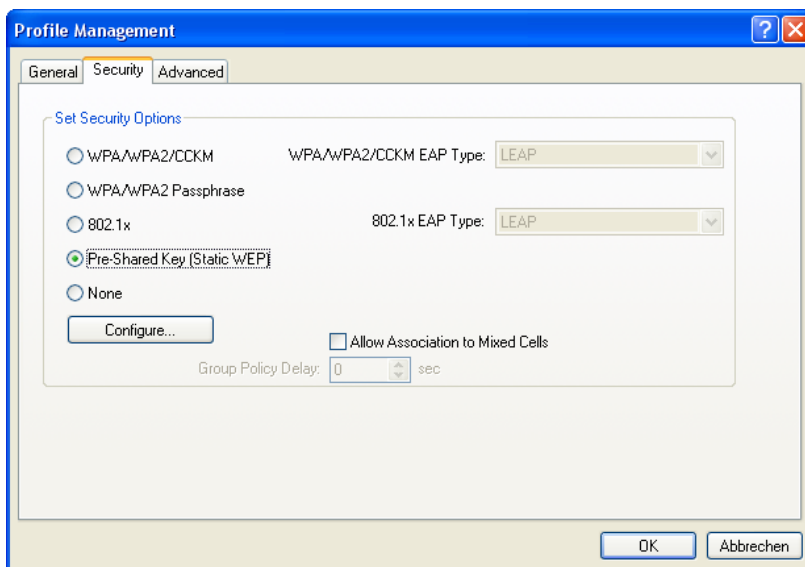 Profile Management
General Security Advanced
Set Security Options
WPA/WPA2/CCKM WPA/WPA2/CCKM EAP Type: LEAP
WPA/WPA2 Passphrase
802.1x 802.1x EAP Type: LEAP
Pre-Shared Key (Static WEP)
None
Configure...
Allow Association to Mixed Cells
Group Policy Delay: 0 sec
OK Abbrechen